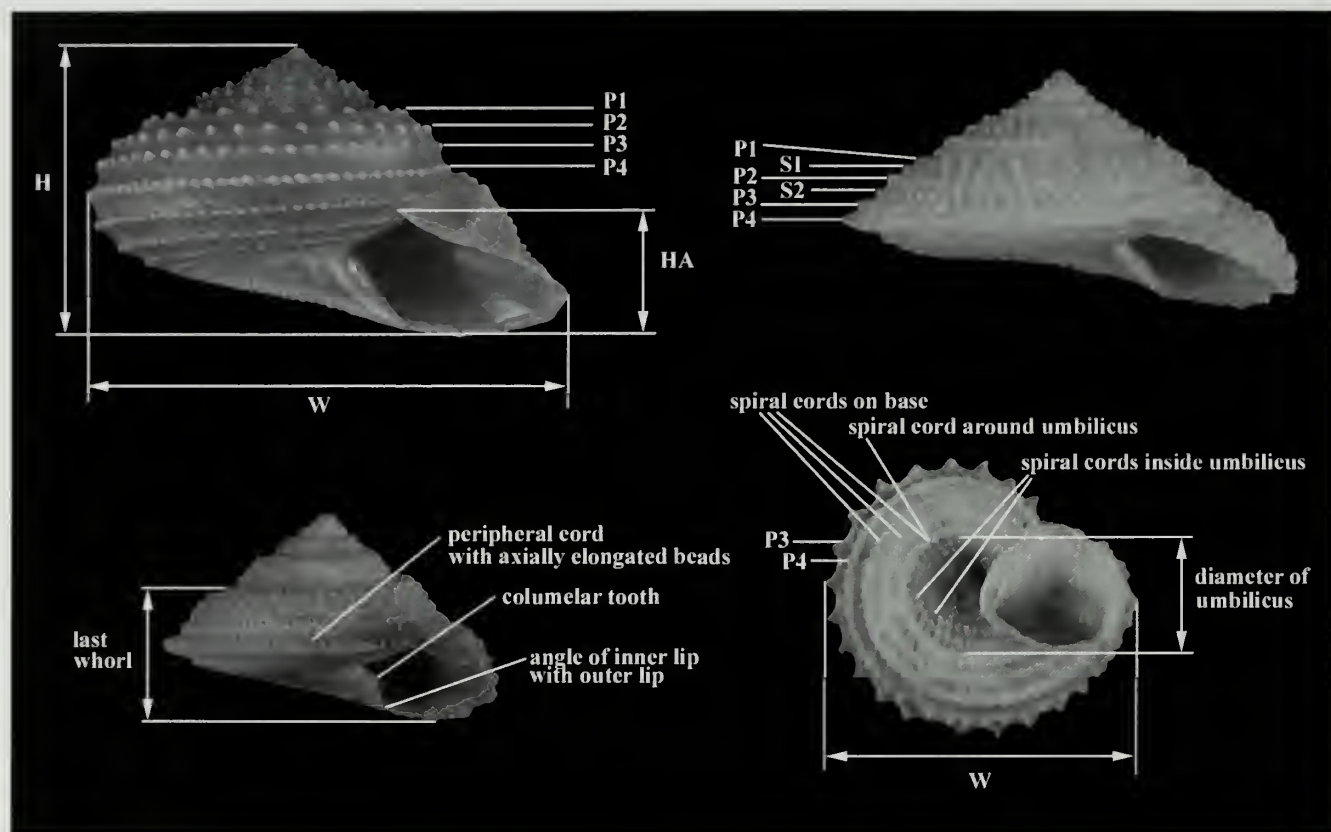 H
P1
P2
P3
P4
HA
W
P1
S1
P2
S2
P3
P4
peripheral cord
with axially elongated beads
columelar tooth
last
whorl
angle of inner lip
with outer lip
spiral cords on base
spiral cord around umbilicus
spiral cords inside umbilicus
P3
P4
diameter of
umbilicus
W